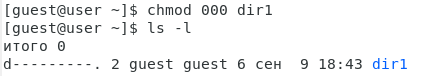 [guest@user ~]$ chmod 000 dir1
[guest@user ~]$ ls -l
итого 0
d---------. 2 guest guest 6 сен  9 18:43 dir1